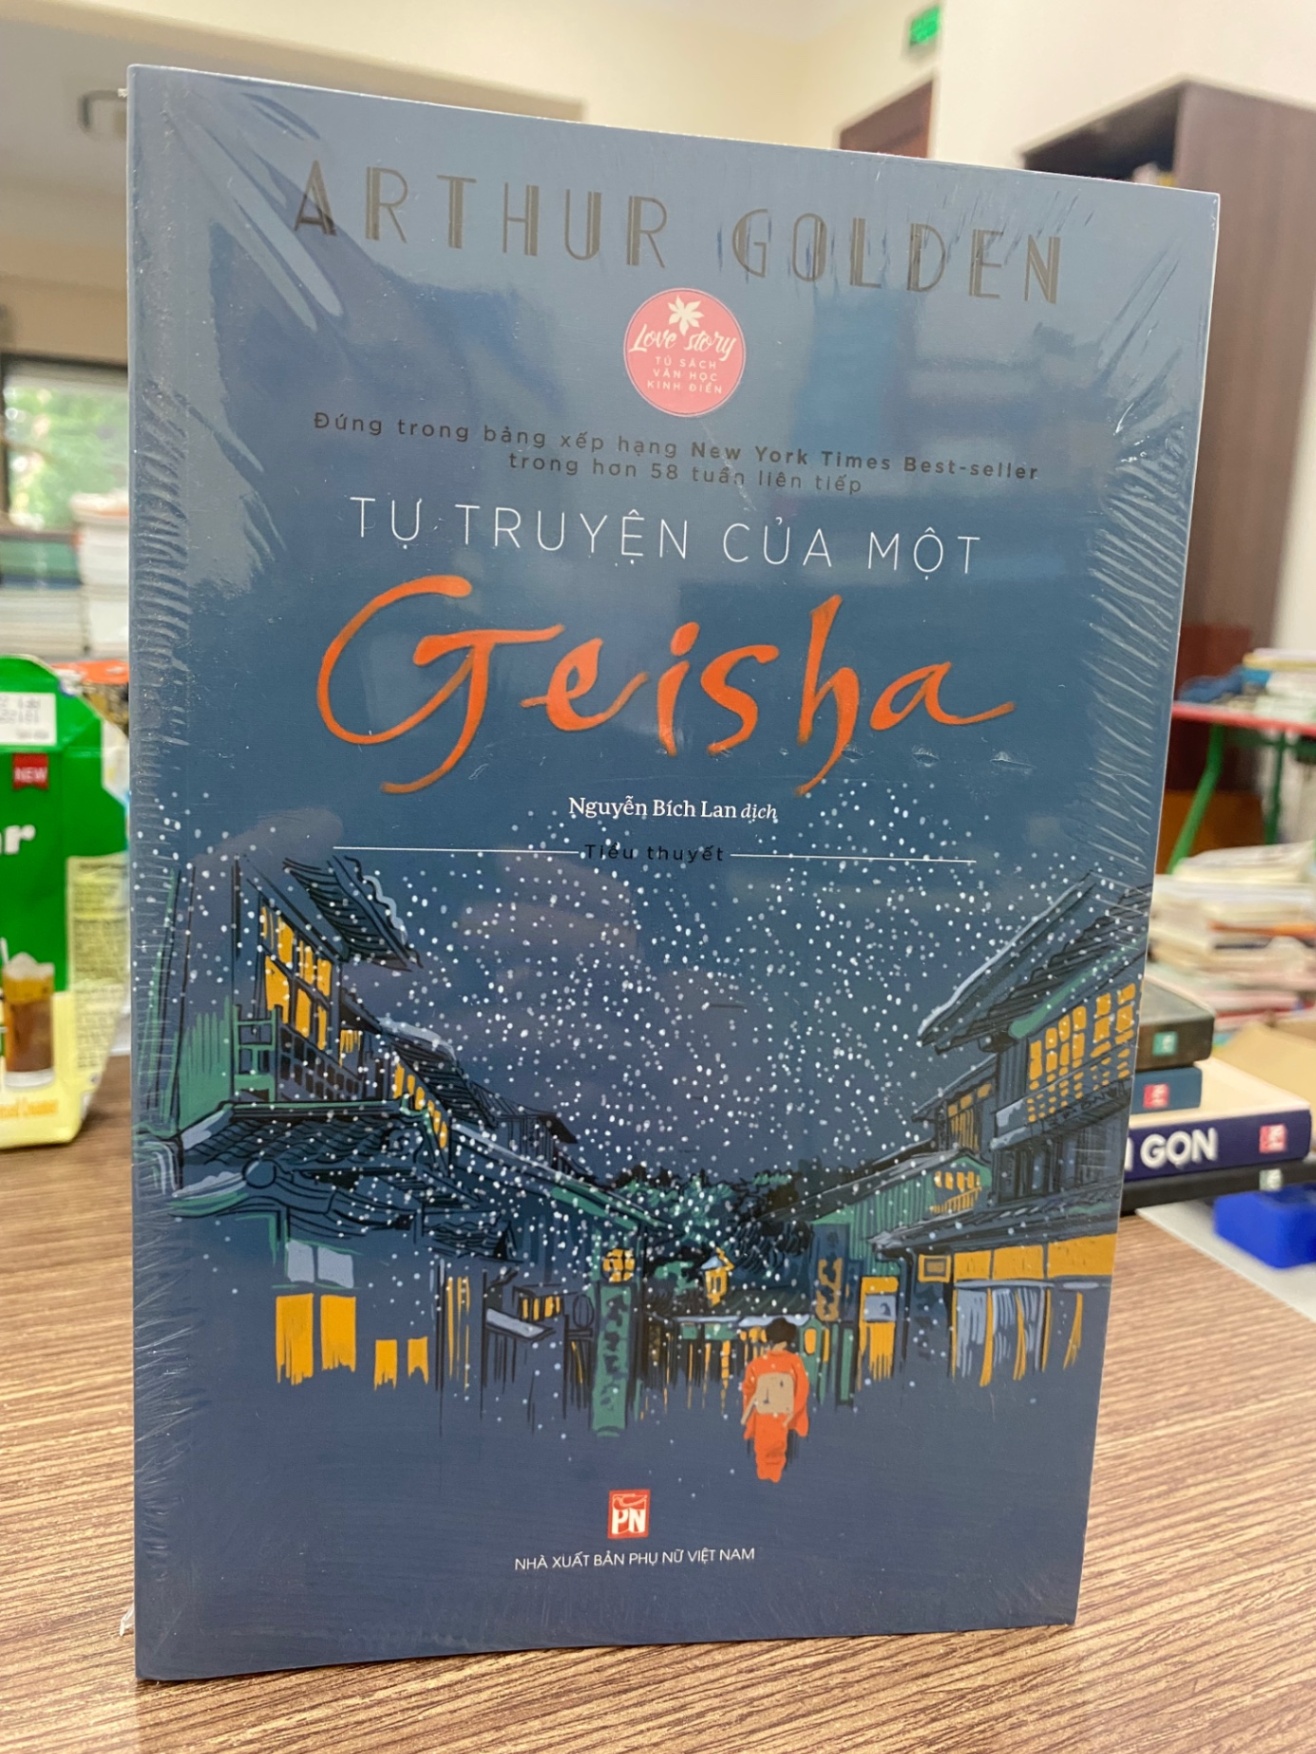 ARTHUR GOLDEN
Love story
TỦ SÁCH
VĂN HỌC
KINH ĐIỂN
Đứng trong bảng xếp hạng New York Times Best-seller
trong hơn 58 tuần liên tiếp
TỰ TRUYỆN CỦA MỘT
Geisha
Nguyễn Bích Lan dịch
Tiểu thuyết
PN
NHÀ XUẤT BẢN PHỤ NỮ VIỆT NAM
NEW
GỌN